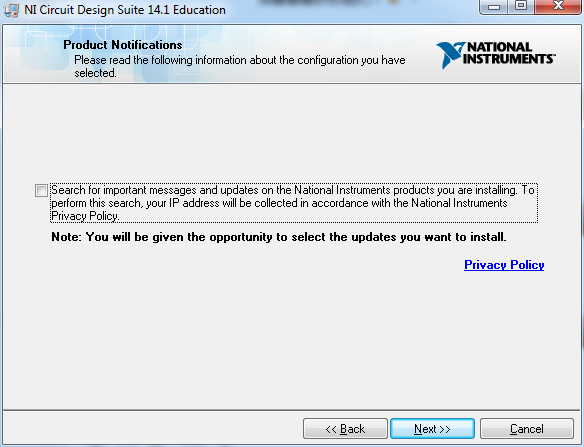 NI Circuit Design Suite 14.1 Education
Product Notifications
Please read the following information about the configuration you have
selected.
NATIONAL
INSTRUMENTS™
Search for important messages and updates on the National Instruments products you are installing. To
perform this search, your IP address will be collected in accordance with the National Instruments
Privacy Policy.
Note: You will be given the opportunity to select the updates you want to install.
Privacy Policy
<< Back
Next >>
Cancel